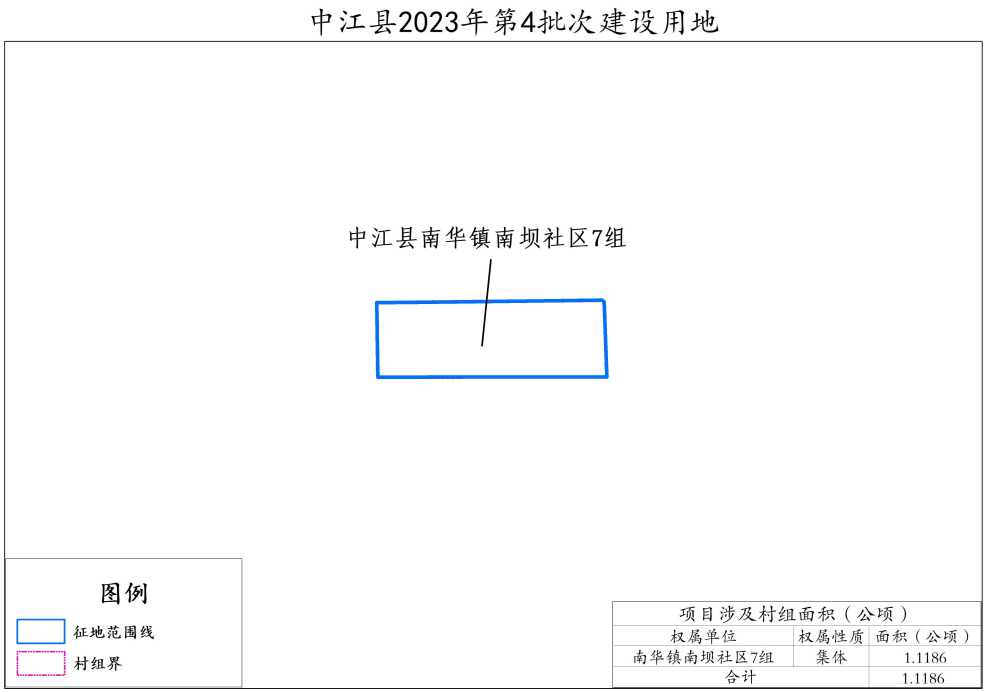 中江县2023年第4批次建设用地
中江县南华镇南坝社区7组
图例
征地范围线
村组界
项目涉及村组面积（公顷）
权属单位 权属性质 面积（公顷）
南华镇南坝社区7组 集体 1.1186
合计 1.1186